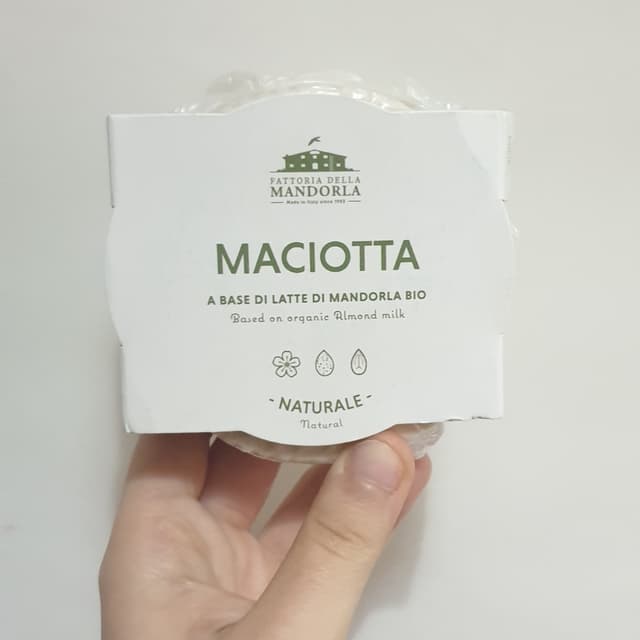 FATTORIA DELLA
MANDORLA
Made in Italy since 1992
MACIOTTA
A BASE DI LATTE DI MANDORLA BIO
Based on organic Almond milk
- NATURALE -
Natural